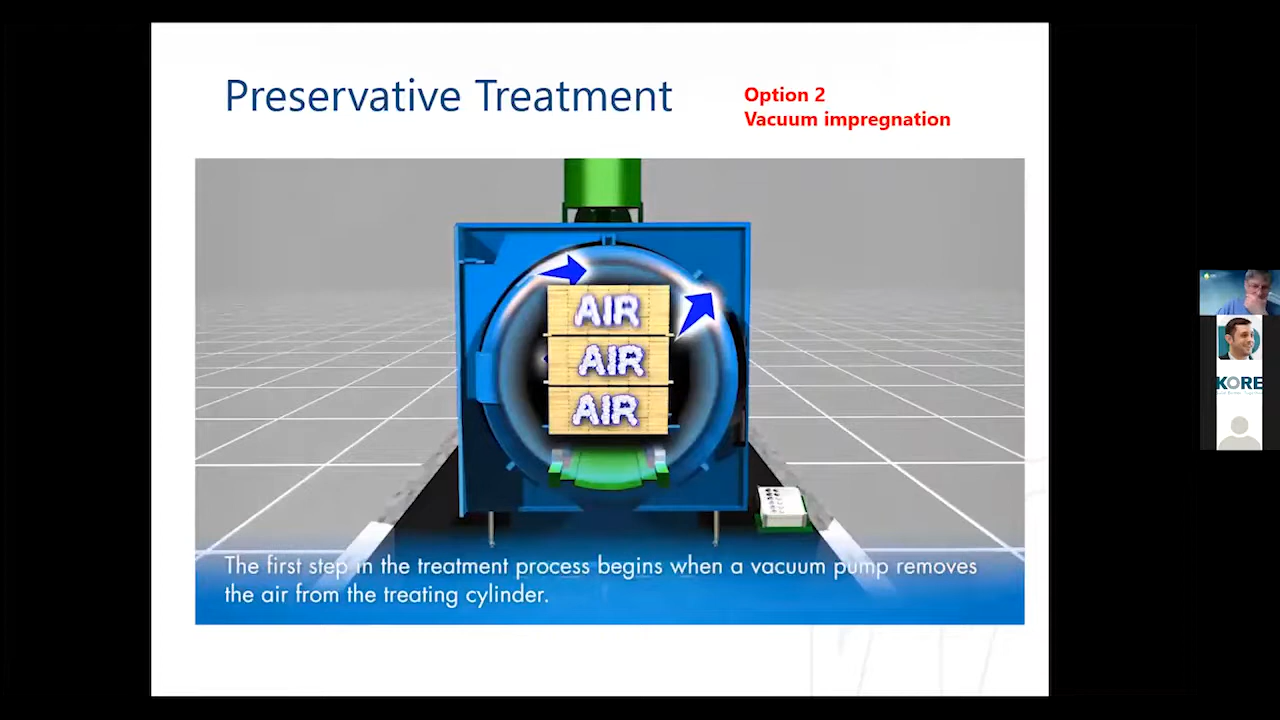 Preservative Treatment
Option 2
Vacuum impregnation
AIR
AIR
AIR
The first step in the treatment process begins when a vacuum pump removes
the air from the treating cylinder.
KORE